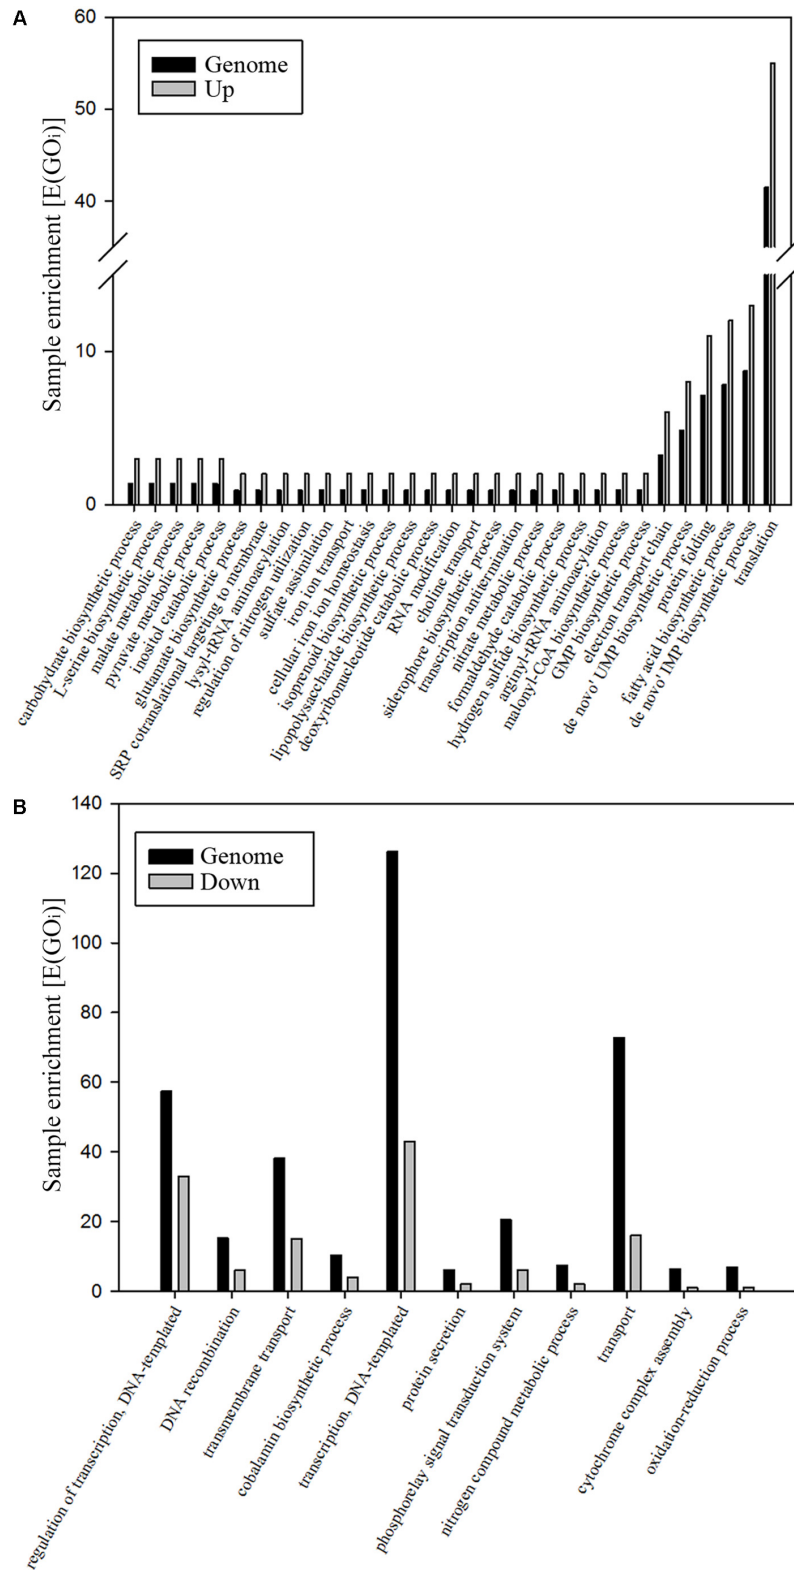 A
60
50
40
10
0
Sample enrichment [E(GOi)]
Genome
Up
carbohydrate biosynthetic process
L-serine biosynthetic process
malate metabolic process
pyruvate metabolic process
inositol catabolic process
glutamate biosynthetic process
SRP cotranslational targeting to membrane
lysyl-tRNA aminoacylation
regulation of nitrogen utilization
sulfate assimilation
iron ion transport
cellular iron ion homeostasis
isoprenoid biosynthetic process
lipopolysaccharide biosynthetic process
deoxyribonucleotide catabolic process
RNA modification
choline transport
siderophore biosynthetic process
transcription antitermination
nitrate metabolic process
formaldehyde catabolic process
hydrogen sulfide biosynthetic process
arginyl-tRNA aminoacylation
malonyl-CoA biosynthetic process
GMP biosynthetic process
electron transport chain
de novo' UMP biosynthetic process
protein folding
fatty acid biosynthetic process
de novo' IMP biosynthetic process
translation
B
140
120
100
80
60
40
20
0
Sample enrichment [E(GOi)]
Genome
Down
regulation of transcription, DNA-templated
DNA recombination
transmembrane transport
cobalamin biosynthetic process
transcription, DNA-templated
protein secretion
phosphorelay signal transduction system
nitrogen compound metabolic process
transport
cytochrome complex assembly
oxidation-reduction process